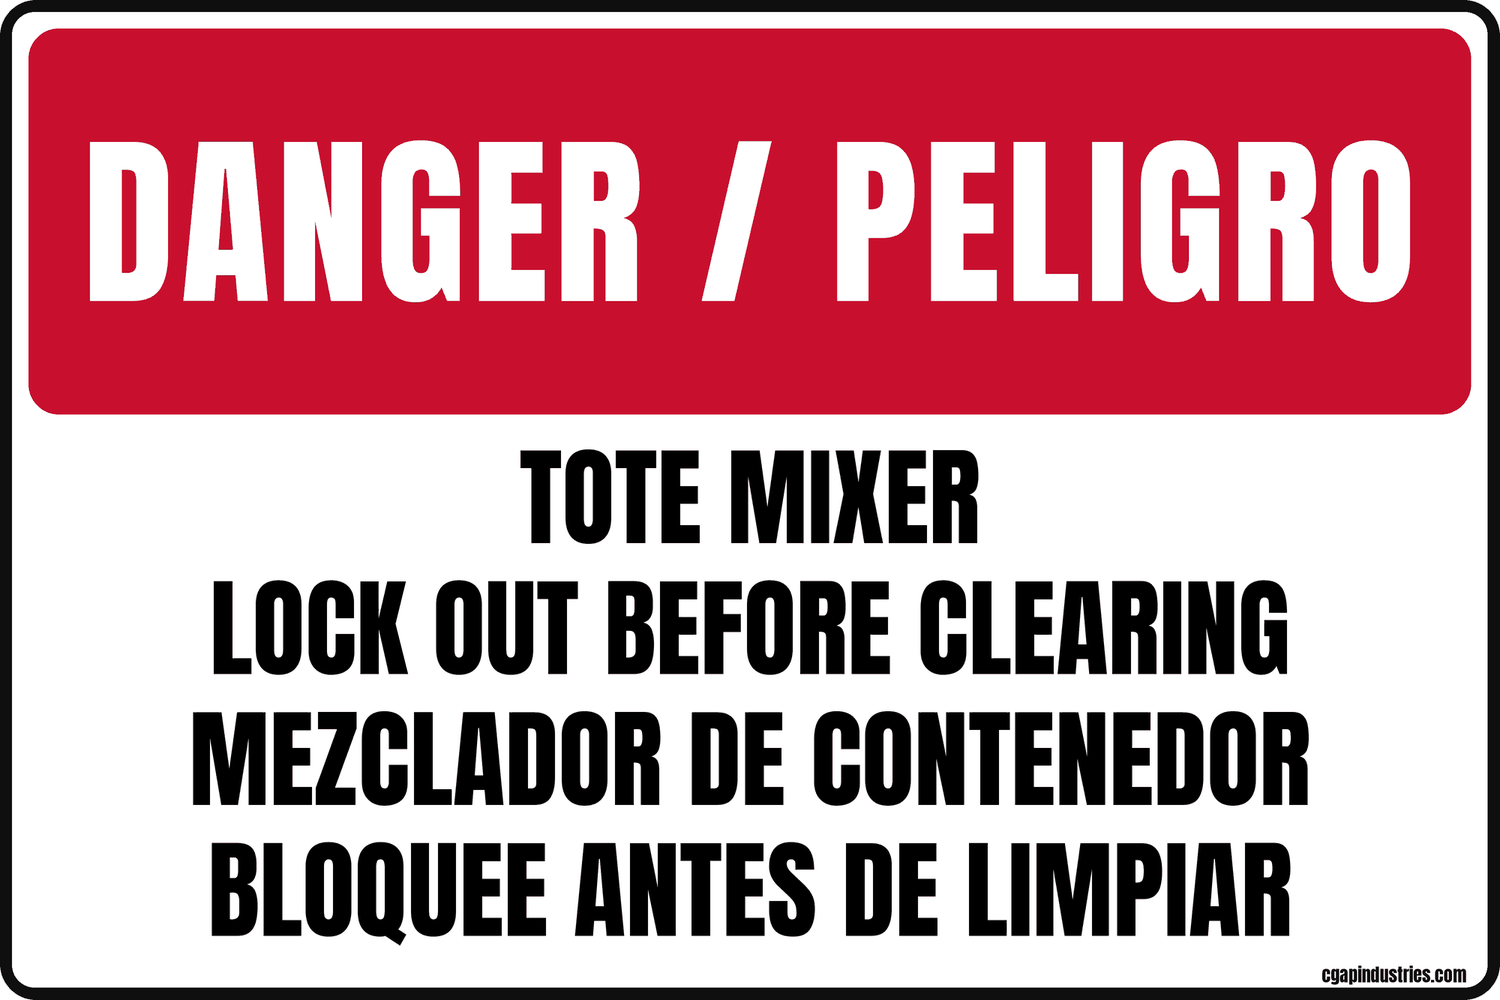 DANGER / PELIGRO
TOTE MIXER
LOCK OUT BEFORE CLEARING
MEZCLADOR DE CONTENEDOR
BLOQUEE ANTES DE LIMPIAR
cgapindustries.com